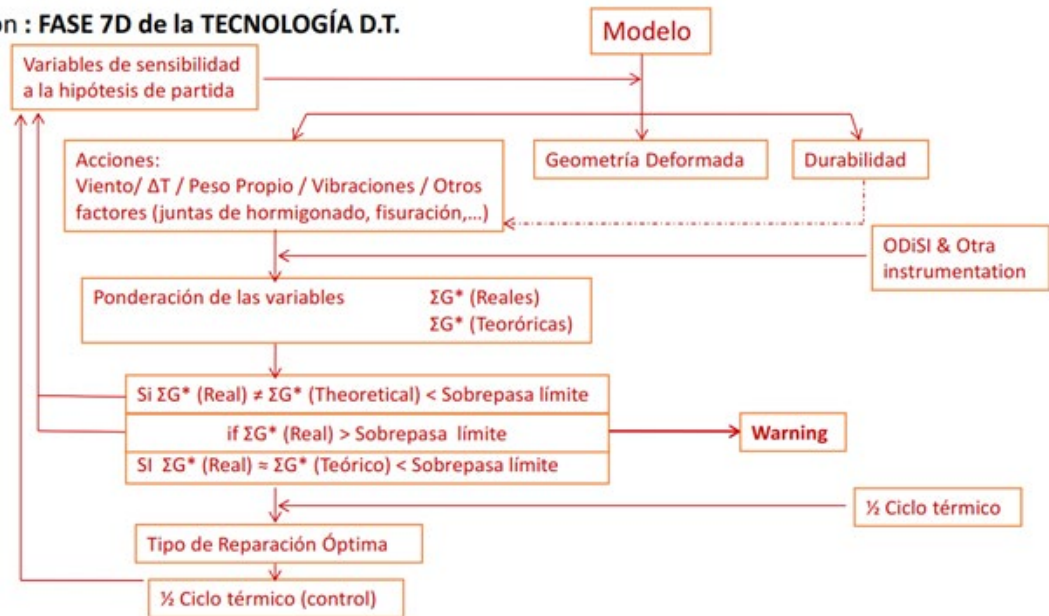 ón : FASE 7D de la TECNOLOGÍA D.T.
Modelo
Variables de sensibilidad
a la hipótesis de partida
Acciones:
Viento/ ΔT / Peso Propio / Vibraciones / Otros
factores (juntas de hormigonado, fisuración,...)
Geometría Deformada
Durabilidad
ODiSI & Otra
instrumentation
Ponderación de las variables ΣG* (Reales)
ΣG* (Teoróricas)
Si ΣG* (Real) ≠ ΣG* (Theoretical) < Sobrepasa límite
if ΣG* (Real) > Sobrepasa límite
Warning
SI ΣG* (Real) ≈ ΣG* (Teórico) < Sobrepasa límite
½ Ciclo térmico
Tipo de Reparación Óptima
½ Ciclo térmico (control)